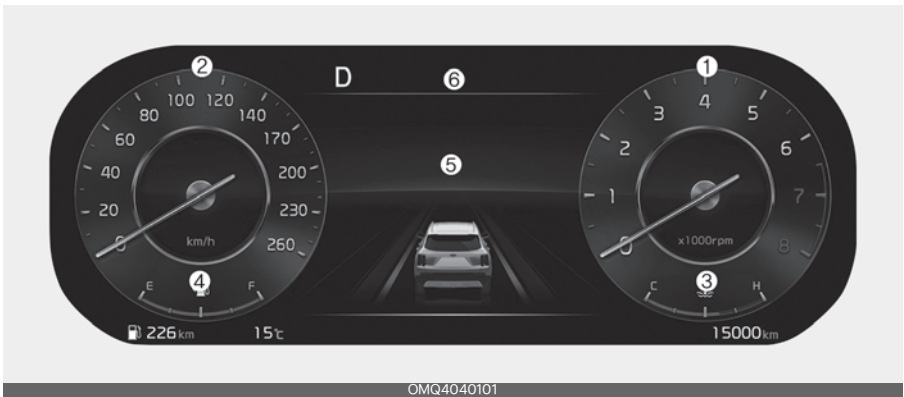 ② ①
D ⑥
0 20 40 60 80 100 120 140 170 200 230 260
km/h
⑤
0 1 2 3 4 5 6 7 8
x1000rpm
④
E F
③
C H
226 km 15℃ 15000 km
OMQ4040101